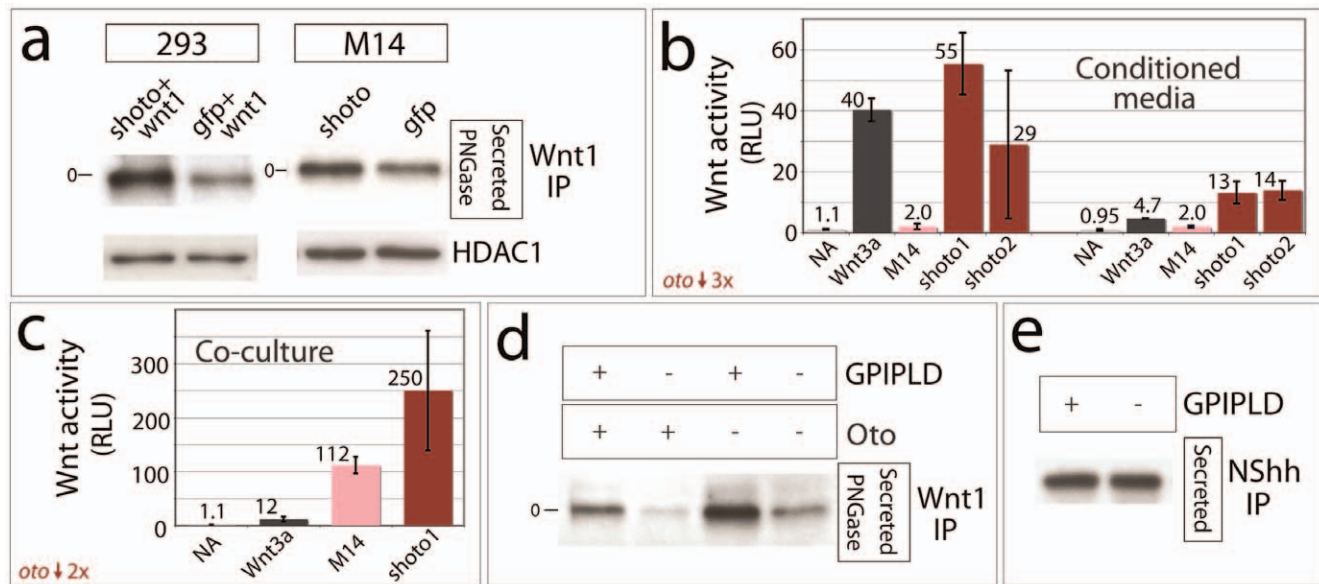 a
293
M14
shoto+
wnt1
gfp+
wnt1
shoto
gfp
0–
0–
Secreted
PNGase
Wnt1
IP
HDAC1
b
Wnt activity
(RLU)
60
40
20
0
Conditioned
media
1.1
40
2.0
55
29
0.95
4.7
2.0
13
14
NA
Wnt3a
M14
shoto1
shoto2
NA
Wnt3a
M14
shoto1
shoto2
oto ↓ 3x
c
Co-culture
Wnt activity
(RLU)
300
200
100
0
1.1
12
112
250
NA
Wnt3a
M14
shoto1
oto ↓ 2x
d
+ - + - GPIPLD
+ + - - Oto
0–
Secreted
PNGase
Wnt1
IP
e
+ - GPIPLD
Secreted
NShh
IP